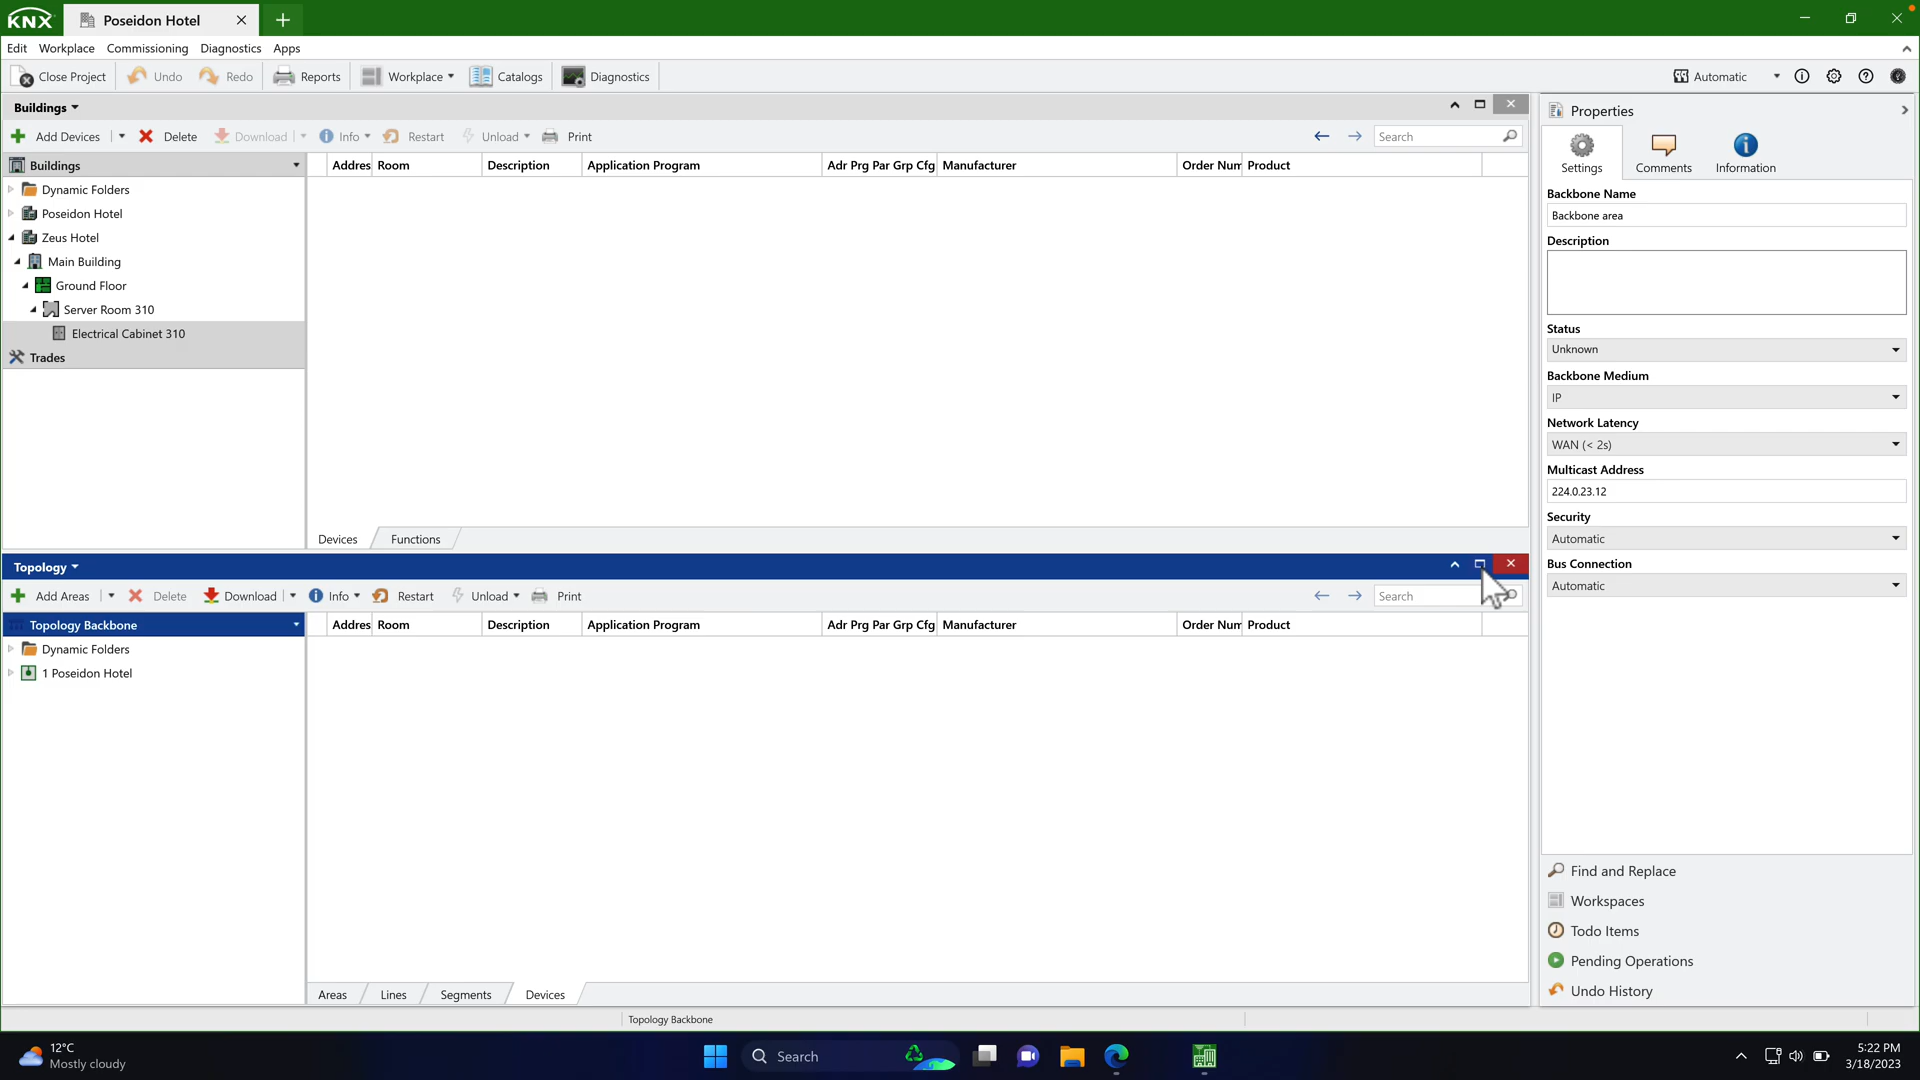 KNX Poseidon Hotel
Edit Workplace Commissioning Diagnostics Apps
Close Project Undo Redo Reports Workplace Catalogs Diagnostics Automatic
Buildings
Add Devices Delete Download Info Restart Unload Print Search
Buildings
Dynamic Folders
Poseidon Hotel
Zeus Hotel
Main Building
Ground Floor
Server Room 310
Electrical Cabinet 310
Trades
Addres Room Description Application Program Adr Prg Par Grp Cfg Manufacturer Order Num Product
Devices Functions
Topology
Add Areas Delete Download Info Restart Unload Print Search
Topology Backbone
Dynamic Folders
1 Poseidon Hotel
Addres Room Description Application Program Adr Prg Par Grp Cfg Manufacturer Order Num Product
Areas Lines Segments Devices
Topology Backbone
Properties
Settings Comments Information
Backbone Name
Backbone area
Description
Status
Unknown
Backbone Medium
IP
Network Latency
WAN (< 2s)
Multicast Address
224.0.23.12
Security
Automatic
Bus Connection
Automatic
Find and Replace
Workspaces
Todo Items
Pending Operations
Undo History
12°C
Mostly cloudy
Search
5:22 PM
3/18/2023